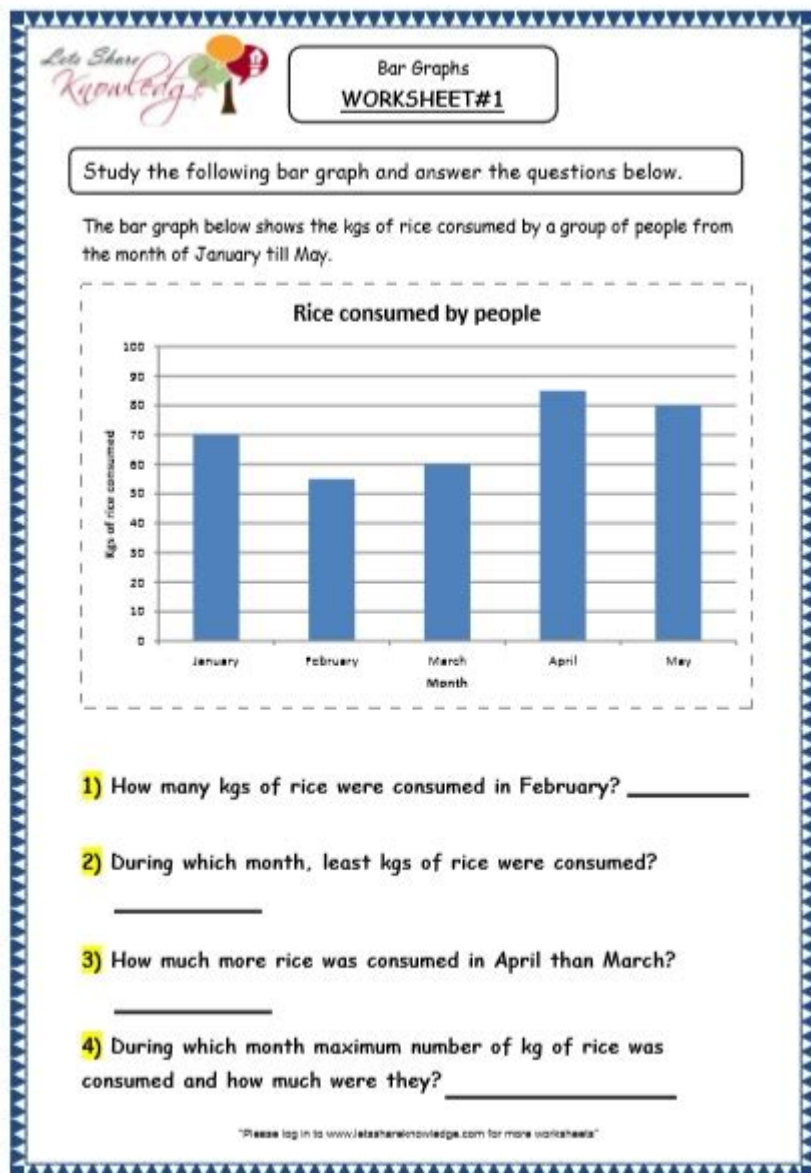 Lets Share
Knowledge
Bar Graphs
WORKSHEET#1
Study the following bar graph and answer the questions below.
The bar graph below shows the kgs of rice consumed by a group of people from
the month of January till May.
Rice consumed by people
Kgs of rice consumed
100
90
80
70
60
50
40
30
20
10
0
January February March April May
Month
1) How many kgs of rice were consumed in February?
2) During which month, least kgs of rice were consumed?
3) How much more rice was consumed in April than March?
4) During which month maximum number of kg of rice was
consumed and how much were they?
"Please log in to www.letsshareknowledge.com for more worksheets"